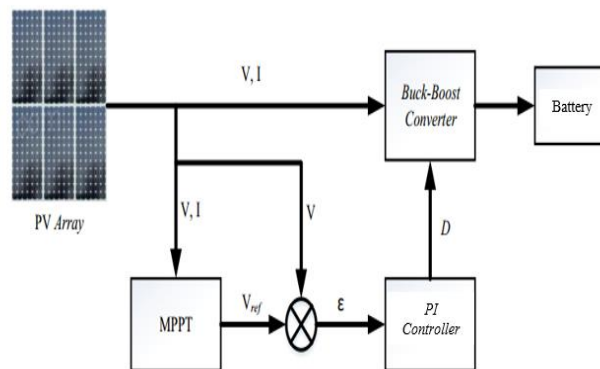 V, I
Buck-Boost
Converter
Battery
PV Array
V, I
V
D
MPPT
Vref
ε
PI
Controller